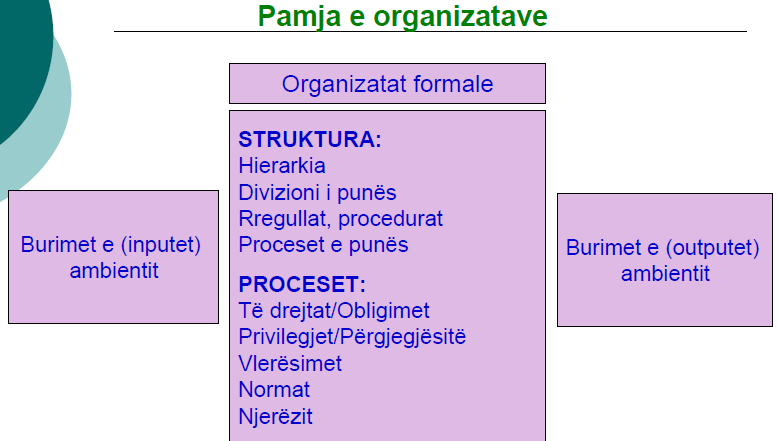 Pamja e organizatave
Organizatat formale
Burimet e (inputet)
ambientit
STRUKTURA:
Hierarkia
Divizioni i punës
Rregullat, procedurat
Proceset e punës
PROCESET:
Të drejtat/Obligimet
Privilegjet/Përgjegjësitë
Vlerësimet
Normat
Njerëzit
Burimet e (outputet)
ambientit